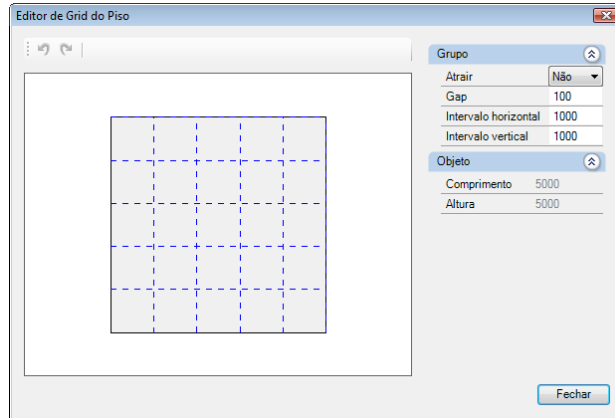 Editor de Grid do Piso
Grupo
Atrair Não
Gap 100
Intervalo horizontal 1000
Intervalo vertical 1000
Objeto
Comprimento 5000
Altura 5000
Fechar